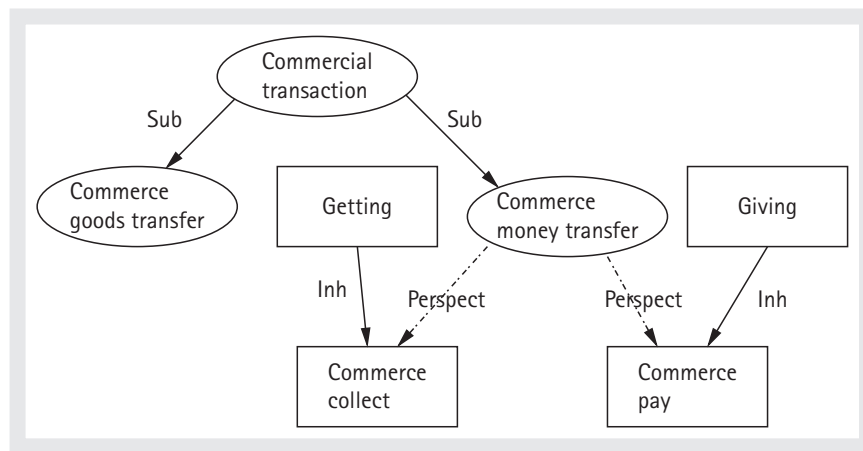 Commercial
transaction
Sub
Sub
Commerce
goods transfer
Getting
Commerce
money transfer
Giving
Inh
Perspect
Perspect
Inh
Commerce
collect
Commerce
pay